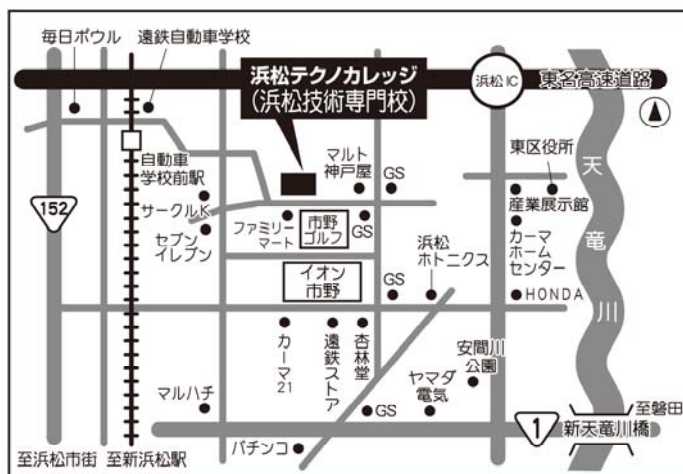 毎日ボウル
遠鉄自動車学校
浜松テクノカレッジ
(浜松技術専門校)
浜松IC
東名高速道路
自動車
学校前駅
マルト
神戸屋
GS
東区役所
天竜川
152
サークルK
セブン
イレブン
ファミリー
マート
市野
ゴルフ
GS
産業展示館
カーマ
ホーム
センター
浜松
ホトニクス
イオン
市野
GS
HONDA
カーマ21
遠鉄ストア
杏林堂
安間川
公園
マルハチ
GS
ヤマダ
電気
1
至磐田
新天竜川橋
パチンコ
至浜松市街
至新浜松駅